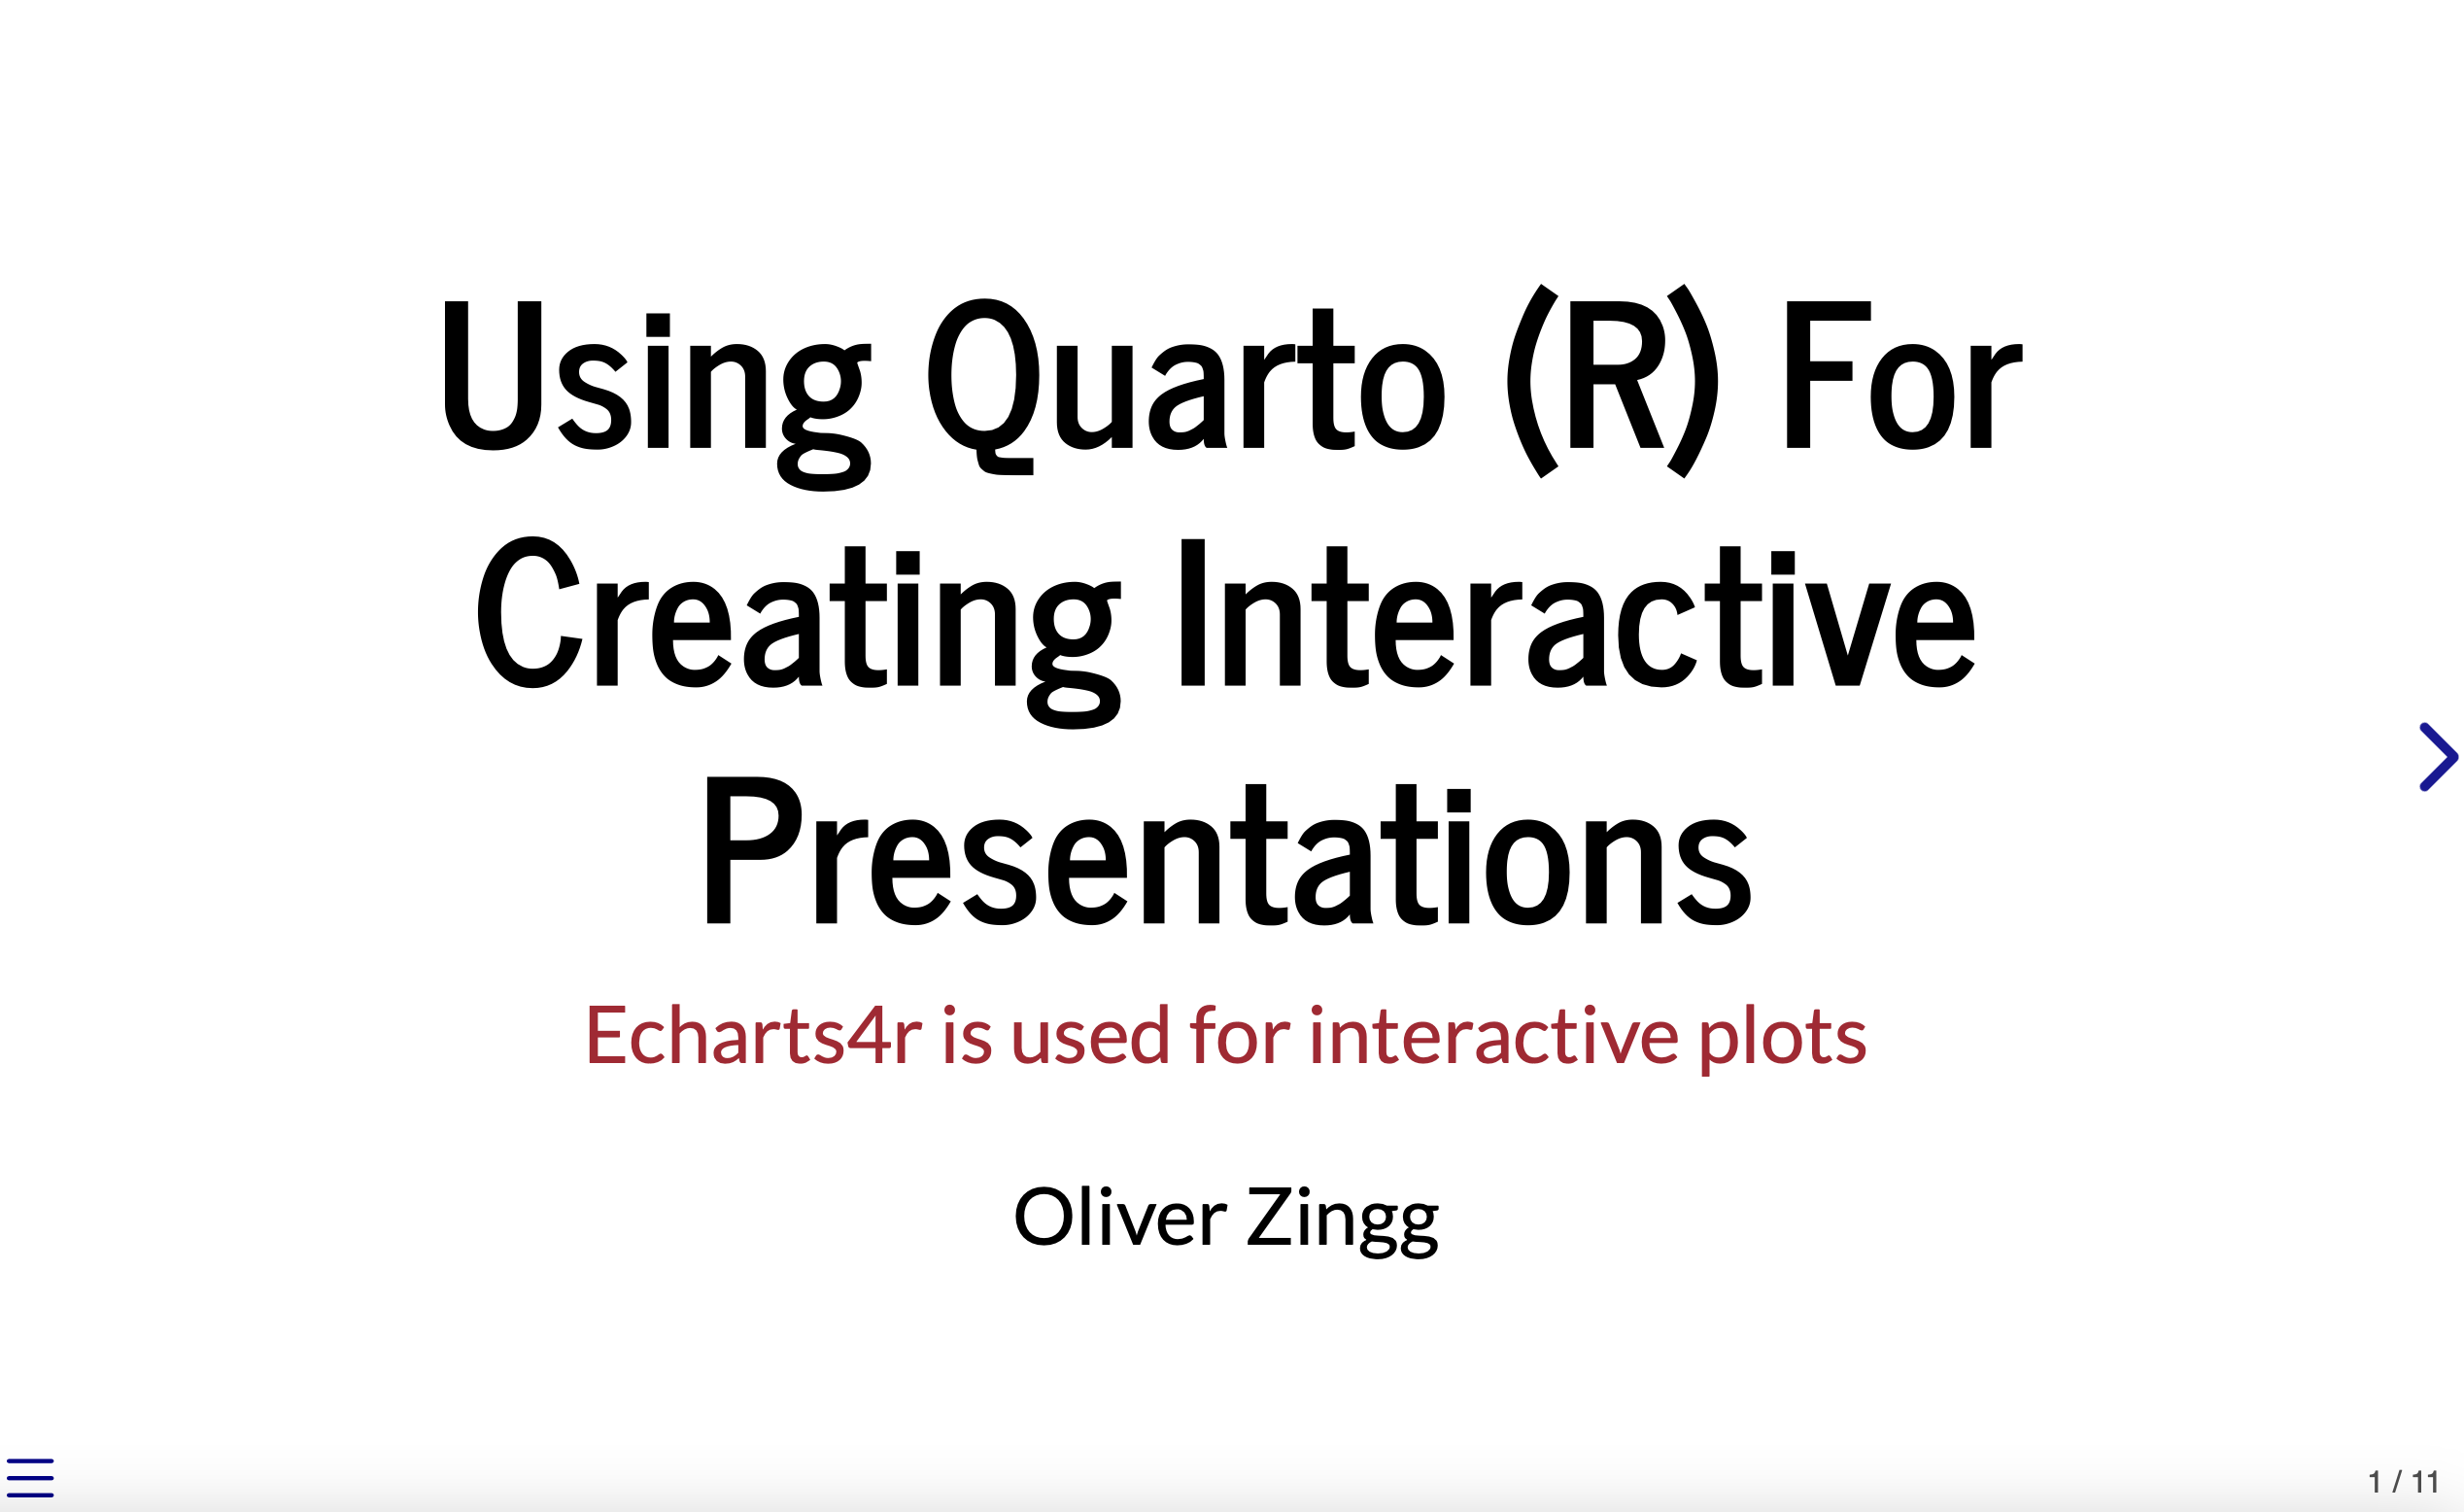 Using Quarto (R) For
Creating Interactive
Presentations
Echarts4r is used for interactive plots
Oliver Zingg
1 / 11